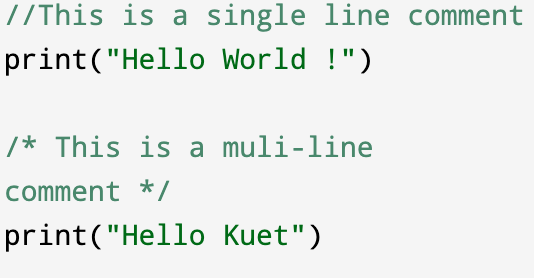 //This is a single line comment
print("Hello World !")
/* This is a muli-line
comment */
print("Hello Kuet")